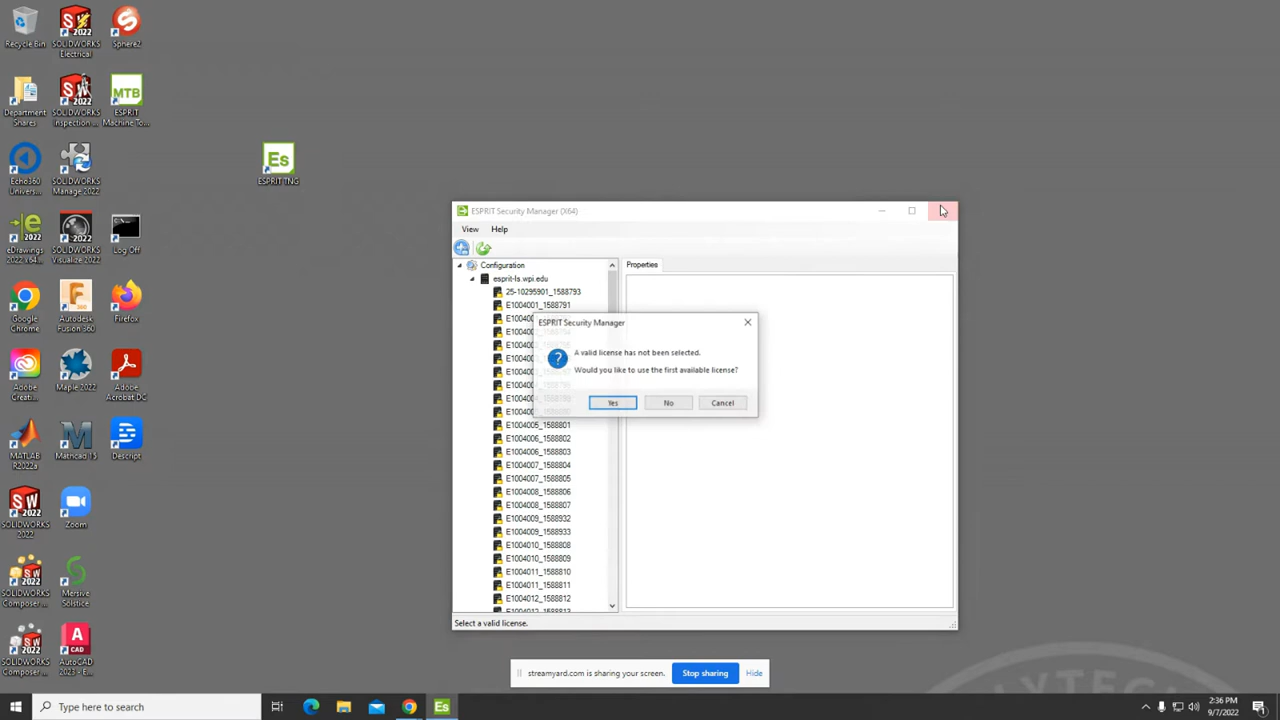 Recycle Bin
SOLIDWORKS
Electrical
Sphere2
Department
Shares
SOLIDWORKS
Inspection ...
ESPRIT
Machine To...
MTB
Echo360
Univers...
SOLIDWORKS
Manage 2022
eDrawings
2022 x64...
SOLIDWORKS
Visualize 2022
Log Off
Google
Chrome
Autodesk
Fusion 360
Firefox
Adobe
Creati...
Maple 2022
Adobe
Acrobat DC
MATLAB
R2022a
Mathcad 15
Descript
SOLIDWORKS
2022
Zoom
SOLIDWORKS
Composer...
Mersive
Solstice
SOLIDWORKS
Composer...
AutoCAD
2023 - E...
Es
ESPRIT TNG
ESPRIT Security Manager (X64)
View Help
Configuration
esprit-ls.wpi.edu
25-10295901_1588793
E1004001_1588791
E1004005_1588801
E1004006_1588802
E1004006_1588803
E1004007_1588804
E1004007_1588805
E1004008_1588806
E1004008_1588807
E1004009_1588932
E1004009_1588933
E1004010_1588808
E1004010_1588809
E1004011_1588810
E1004011_1588811
E1004012_1588812
E1004012_1588813
Properties
ESPRIT Security Manager
A valid license has not been selected.
Would you like to use the first available license?
Yes No Cancel
Select a valid license.
streamyard.com is sharing your screen. Stop sharing Hide
Type here to search
Es
2:36 PM
9/7/2022